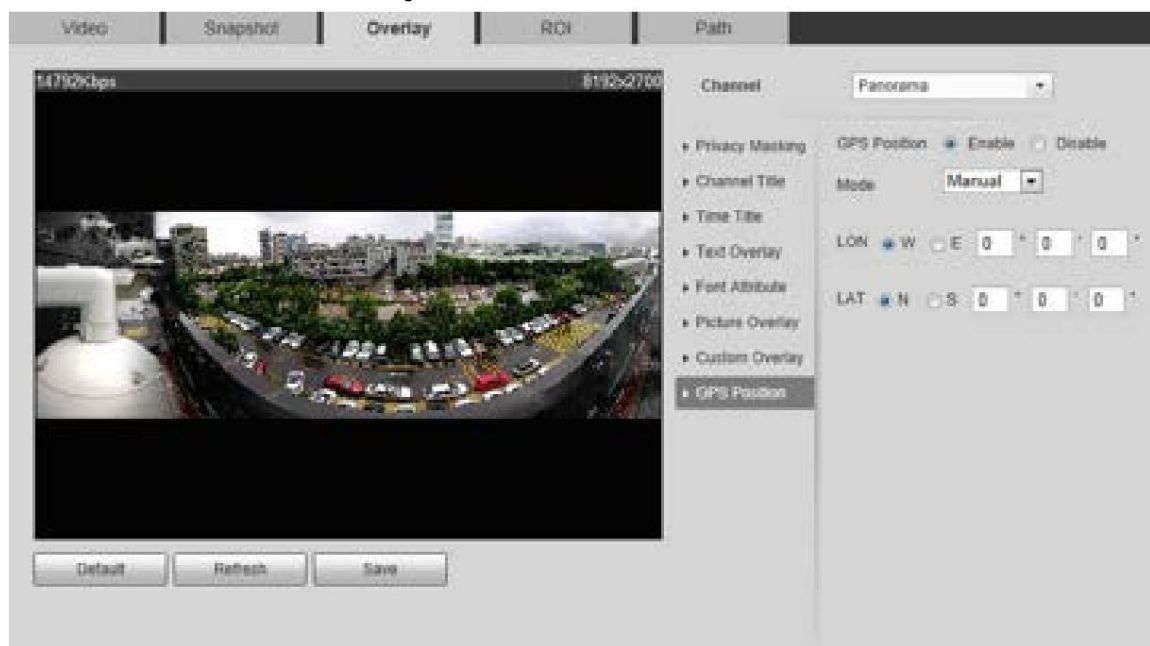 Video Snapshot Overlay ROI Path
14792Kbps 8192x2700
Channel Panorama
Privacy Masking
Channel Title
Time Title
Text Overlay
Font Attribute
Picture Overlay
Custom Overlay
GPS Position
GPS Position Enable Disable
Mode Manual
LON W E 0 ° 0 ' 0 "
LAT N S 0 ° 0 ' 0 "
Default Refresh Save